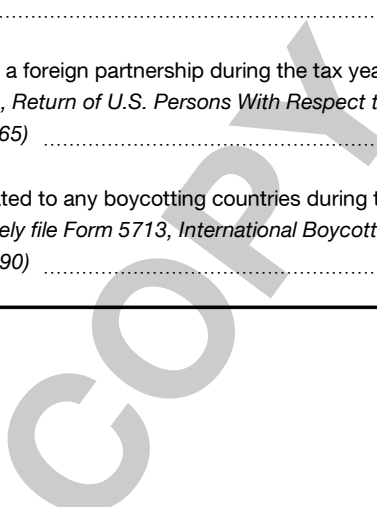 a foreign partnership during the tax yea
, Return of U.S. Persons With Respect t
65)
ated to any boycotting countries during t
ely file Form 5713, International Boycott
90)
COPY